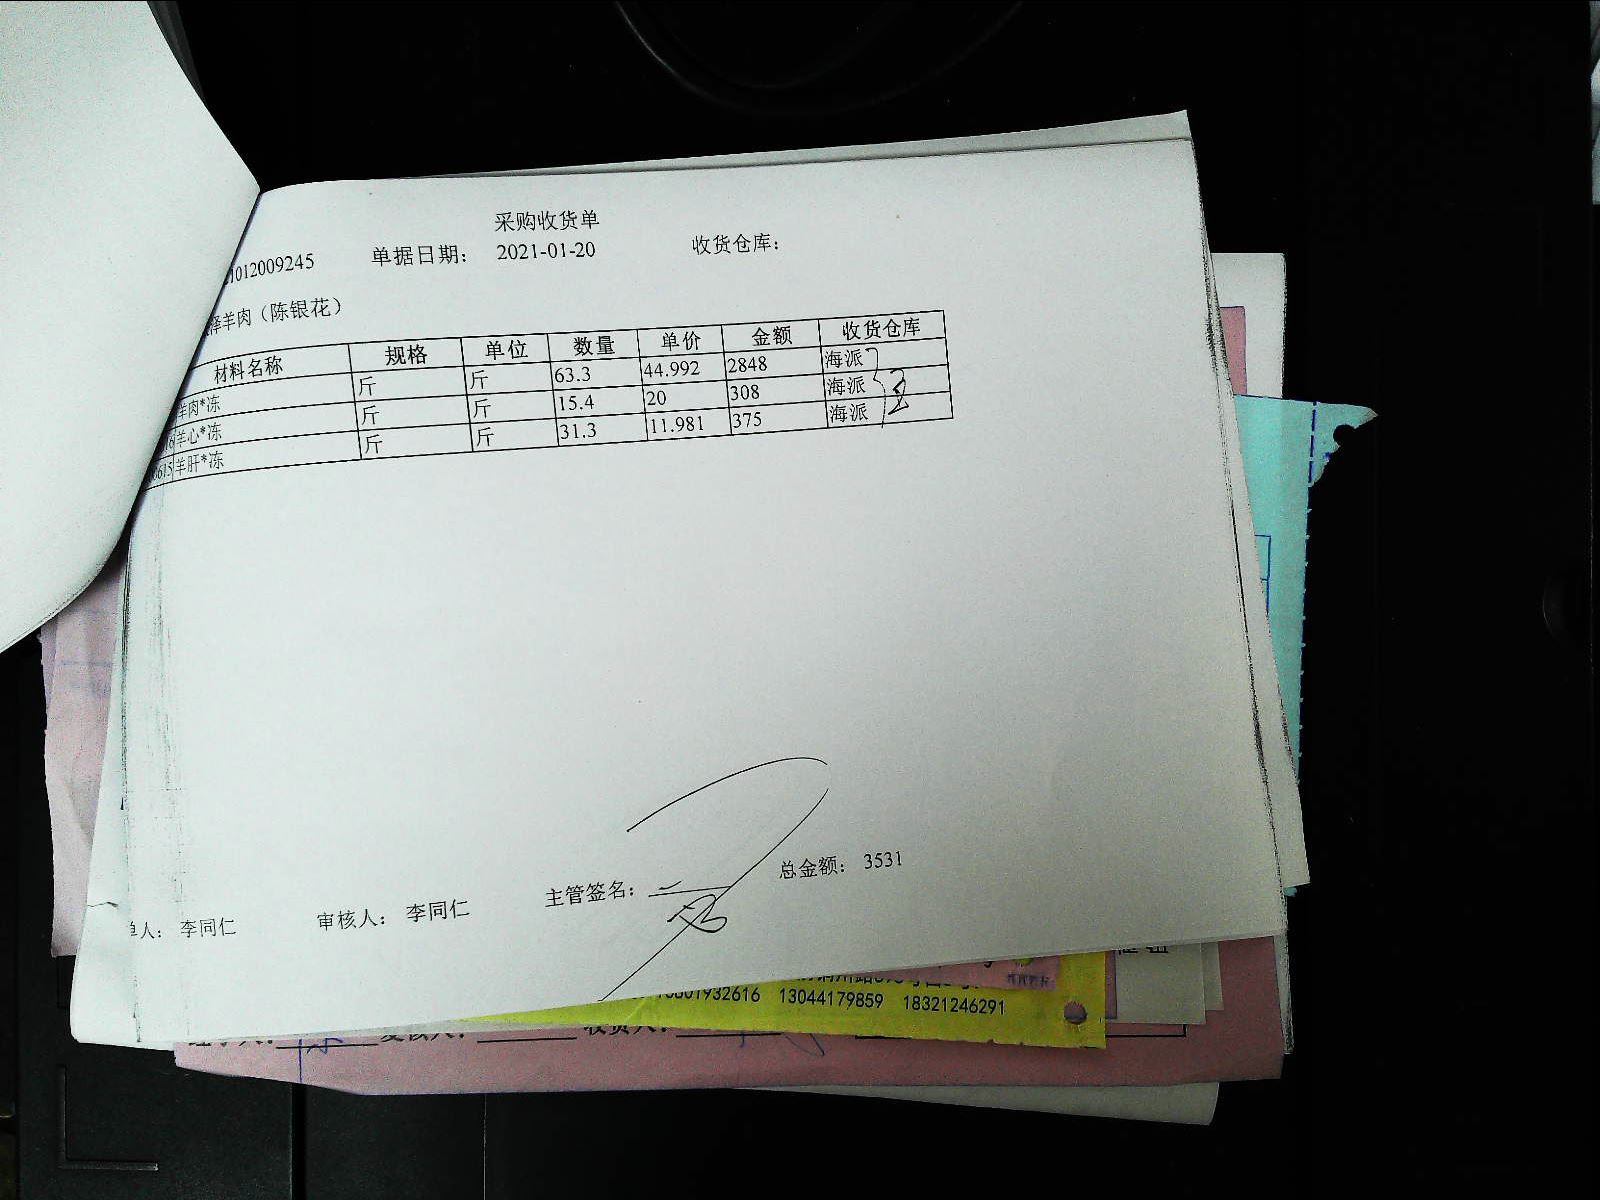 采购收货单
1012009245 单据日期： 2021-01-20 收货仓库：
羊肉（陈银花）
材料名称 规格 单位 数量 单价 金额 收货仓库
羊肉*冻 斤 斤 63.3 44.992 2848 海派
羊心*冻 斤 斤 15.4 20 308 海派
615 羊肝*冻 斤 斤 31.3 11.981 375 海派
单人： 李同仁 审核人： 李同仁 主管签名： 总金额： 3531
13044179859 18321246291